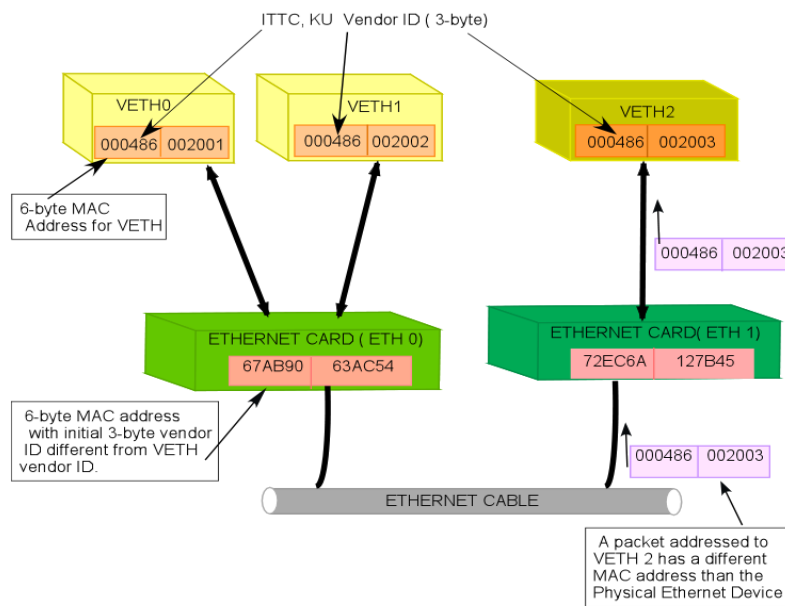 ITTC, KU Vendor ID ( 3-byte)
VETH0
000486 002001
VETH1
000486 002002
VETH2
000486 002003
6-byte MAC
Address for VETH
000486 002003
ETHERNET CARD ( ETH 0)
67AB90 63AC54
ETHERNET CARD( ETH 1)
72EC6A 127B45
6-byte MAC address
with initial 3-byte vendor
ID different from VETH
vendor ID.
000486 002003
ETHERNET CABLE
A packet addressed to
VETH 2 has a different
MAC address than the
Physical Ethernet Device